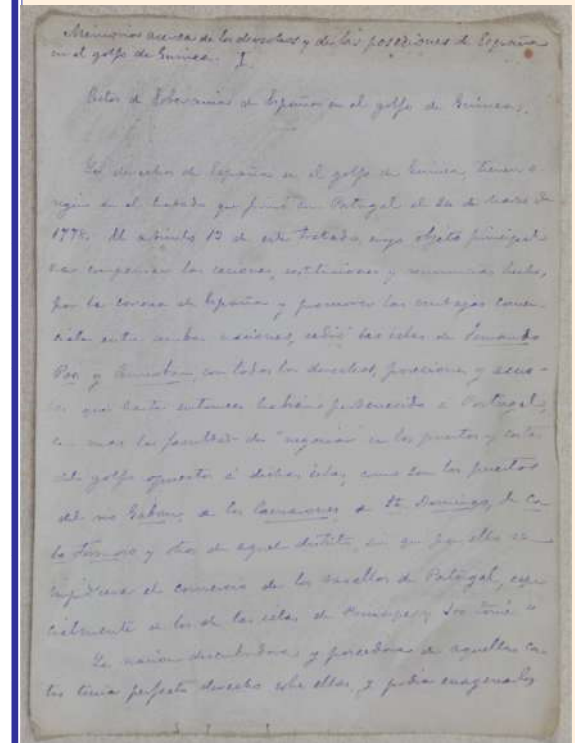 Memorias acerca de los derechos y de las posesiones de España
en el golfo de Guinea. I
de Soberanía de España en el golfo de Guinea.
Los derechos de España en el golfo de Guinea, tienen o
rigen en el tratado que firmó con Portugal el 24 de Marzo de
1778. El artículo 13 de este tratado, cuyo objeto principal
era compensar las cesiones, restituciones y renuncias hechas,
por la corona de España y promover las ventajas comer
ciales entre ambas naciones, cedió las islas de Fernando
Poo y Annobon, con todos los derechos, posesiones y accio-
nes que hasta entonces habían pertenecido a Portugal,
con mas la facultad de "negociar" en los puertos y costa
del golfo opuestos á dichas islas, como son los puertos
del rio Gabon, de los Camarones, de Sto Domingo, de Ca-
bo Formoso y otros de aquel distrito, sin que por ello se
impidiera el comercio de los vasallos de Portugal, espe
cialmente a los de las islas de Principe y Sto Tomé
La nación descubridora y poseedora de aquellas cos
tas tenia perfecto derecho sobre ellas, y podía enagenarlas